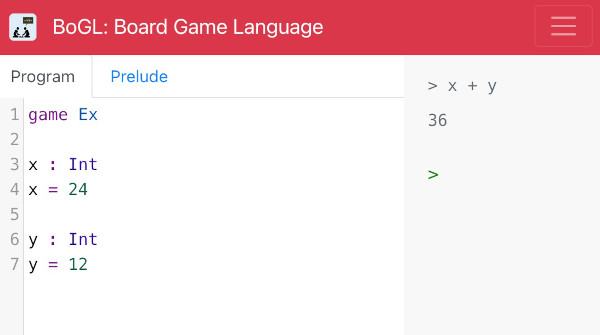 BoGL: Board Game Language
Program Prelude
1 game Ex
2
3 x : Int
4 x = 24
5
6 y : Int
7 y = 12
> x + y
36
>